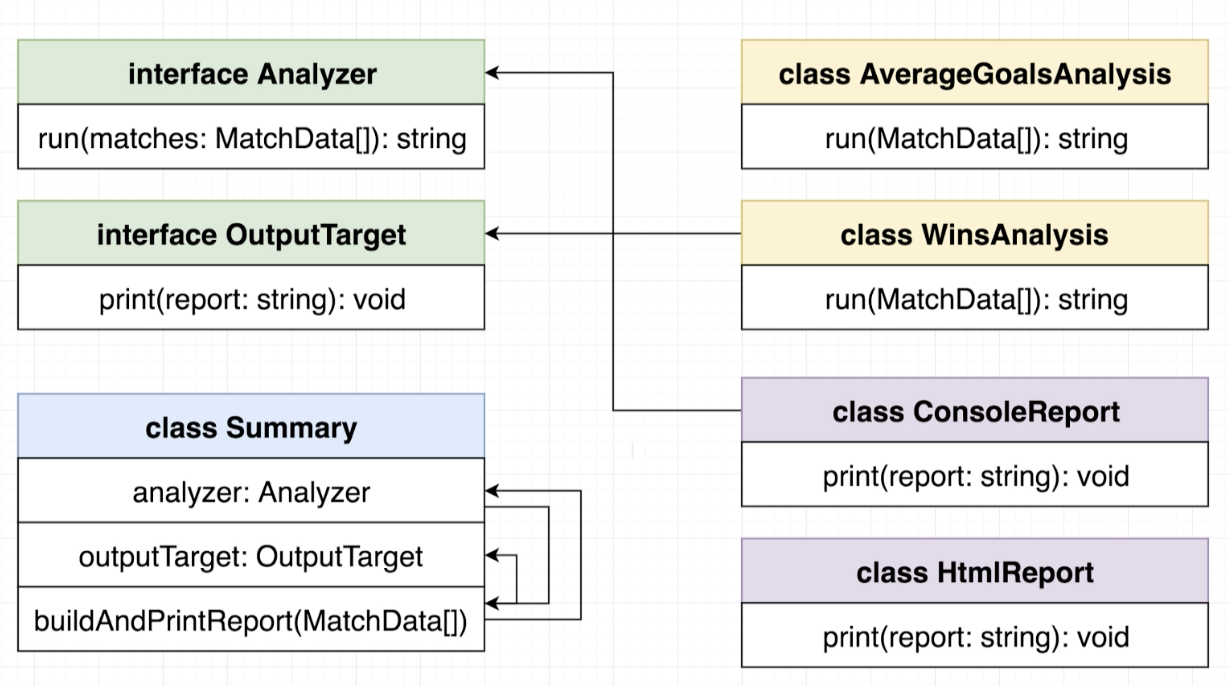 interface Analyzer
run(matches: MatchData[]): string
interface OutputTarget
print(report: string): void
class Summary
analyzer: Analyzer
outputTarget: OutputTarget
buildAndPrintReport(MatchData[])
class AverageGoalsAnalysis
run(MatchData[]): string
class WinsAnalysis
run(MatchData[]): string
class ConsoleReport
print(report: string): void
class HtmlReport
print(report: string): void